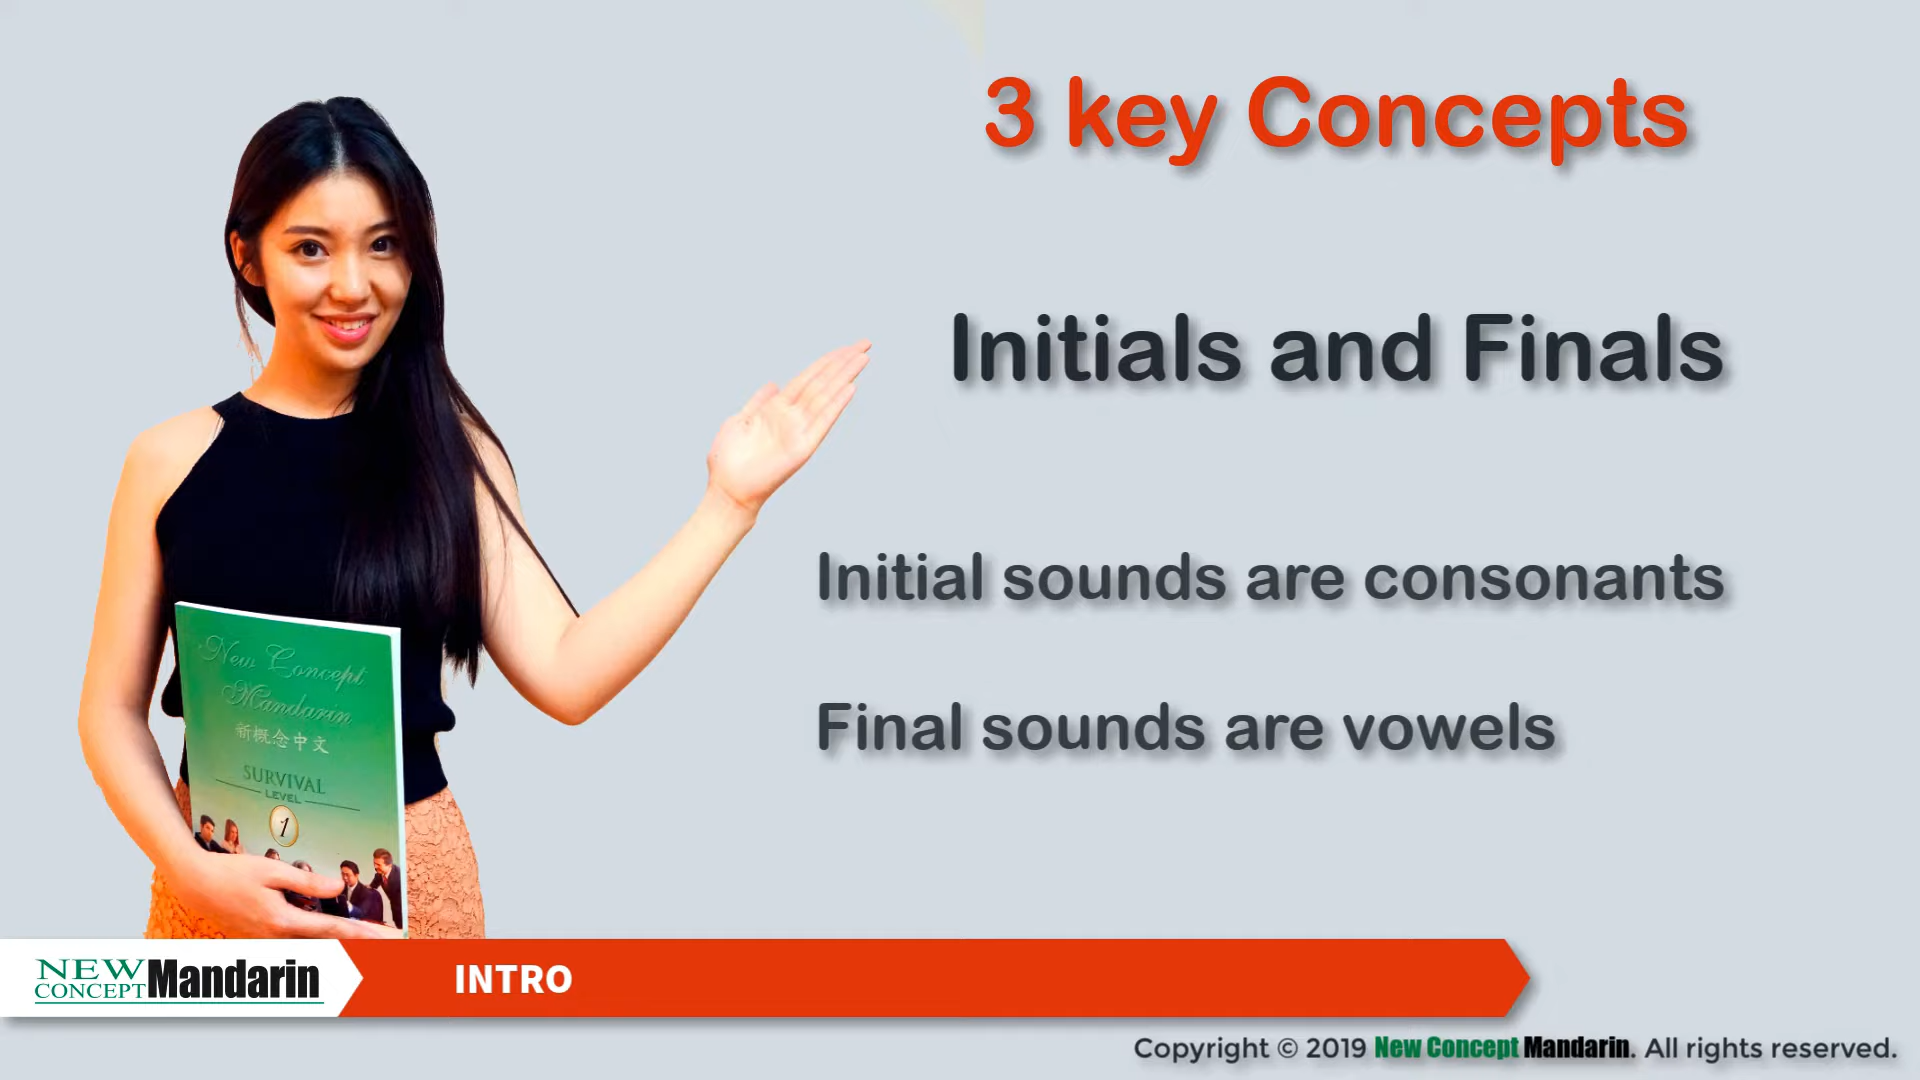 3 key Concepts
Initials and Finals
Initial sounds are consonants
Final sounds are vowels
New Concept
Mandarin
新概念中文
SURVIVAL
LEVEL
1
NEW
CONCEPT
Mandarin
INTRO
Copyright © 2019 New Concept Mandarin. All rights reserved.